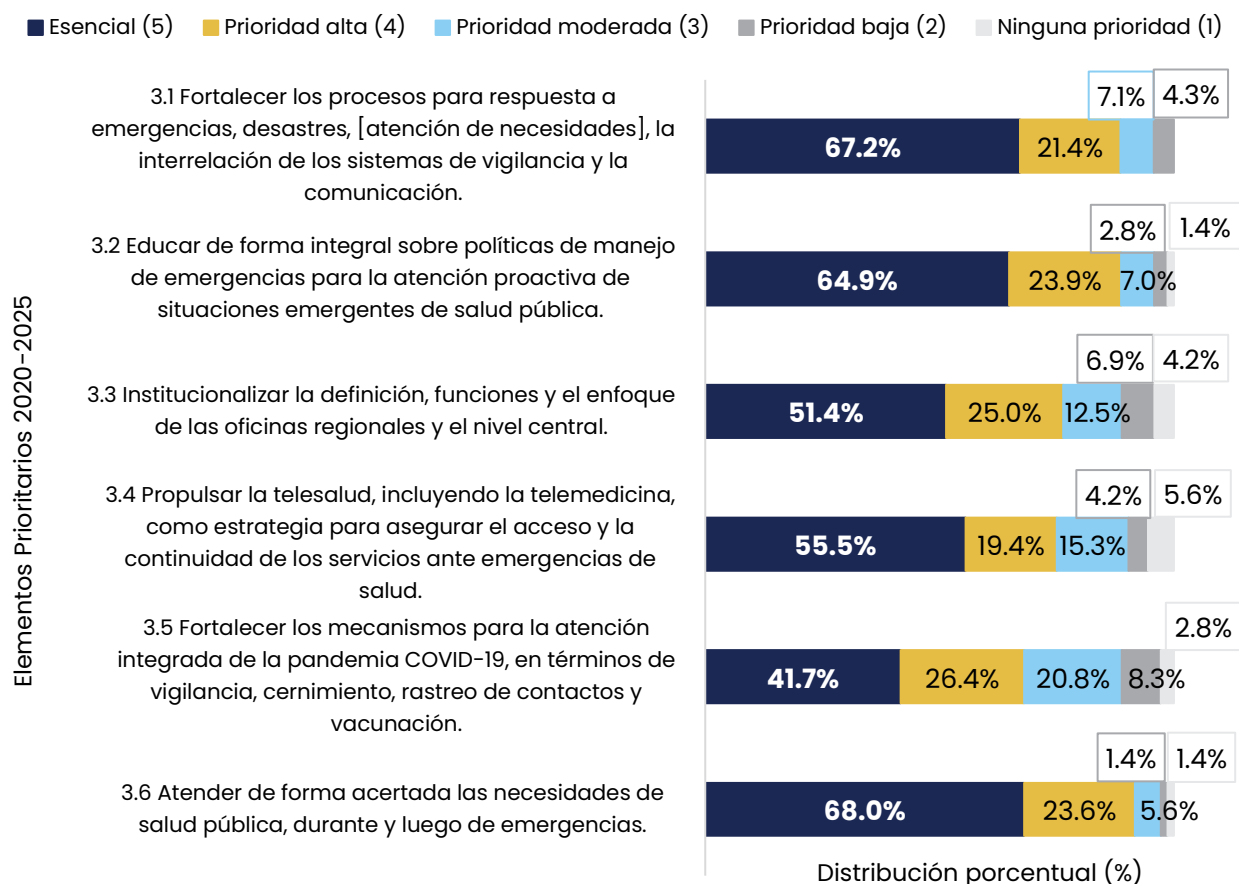 Esencial (5) Prioridad alta (4) Prioridad moderada (3) Prioridad baja (2) Ninguna prioridad (1)
Elementos Prioritarios 2020-2025
3.1 Fortalecer los procesos para respuesta a
emergencias, desastres, [atención de necesidades], la
interrelación de los sistemas de vigilancia y la
comunicación.
7.1% 4.3%
67.2% 21.4%
3.2 Educar de forma integral sobre políticas de manejo
de emergencias para la atención proactiva de
situaciones emergentes de salud pública.
2.8% 1.4%
64.9% 23.9% 7.0%
3.3 Institucionalizar la definición, funciones y el enfoque
de las oficinas regionales y el nivel central.
6.9% 4.2%
51.4% 25.0% 12.5%
3.4 Propulsar la telesalud, incluyendo la telemedicina,
como estrategia para asegurar el acceso y la
continuidad de los servicios ante emergencias de
salud.
4.2% 5.6%
55.5% 19.4% 15.3%
3.5 Fortalecer los mecanismos para la atención
integrada de la pandemia COVID-19, en términos de
vigilancia, cernimiento, rastreo de contactos y
vacunación.
2.8%
41.7% 26.4% 20.8% 8.3%
3.6 Atender de forma acertada las necesidades de
salud pública, durante y luego de emergencias.
1.4% 1.4%
68.0% 23.6% 5.6%
Distribución porcentual (%)